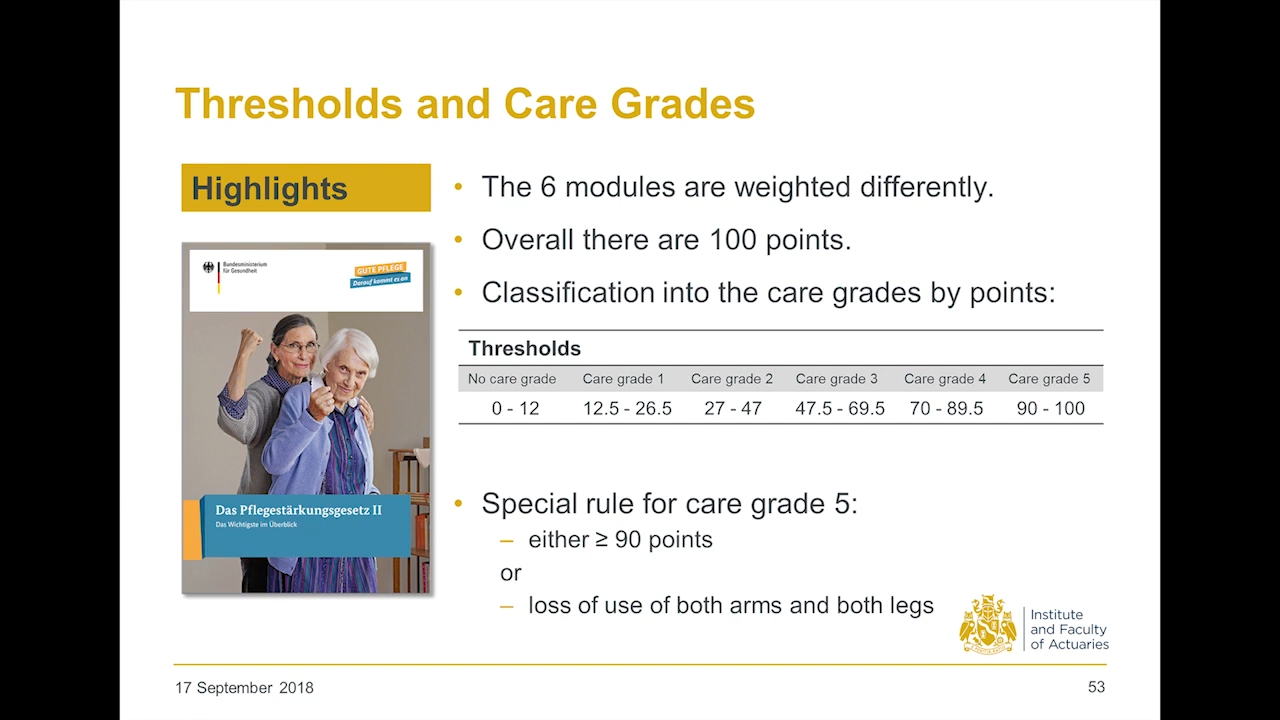 Thresholds and Care Grades
Highlights
Bundesministerium
für Gesundheit
GUTE PFLEGE
Darauf kommt es an
Das Pflegestärkungsgesetz II
Das Wichtigste im Überblick
• The 6 modules are weighted differently.
• Overall there are 100 points.
• Classification into the care grades by points:
Thresholds
No care grade Care grade 1 Care grade 2 Care grade 3 Care grade 4 Care grade 5
0 - 12 12.5 - 26.5 27 - 47 47.5 - 69.5 70 - 89.5 90 - 100
• Special rule for care grade 5:
– either ≥ 90 points
or
– loss of use of both arms and both legs
Institute
and Faculty
of Actuaries
17 September 2018
53